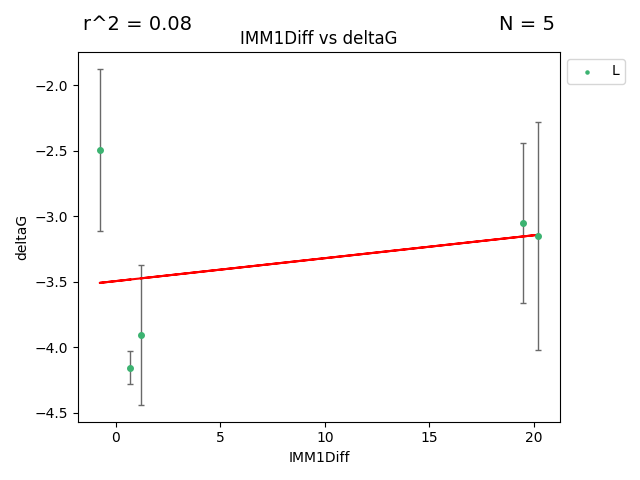 r^2 = 0.08
N = 5
IMM1Diff vs deltaG
L
−2.0
−2.5
−3.0
−3.5
−4.0
−4.5
deltaG
0 5 10 15 20
IMM1Diff